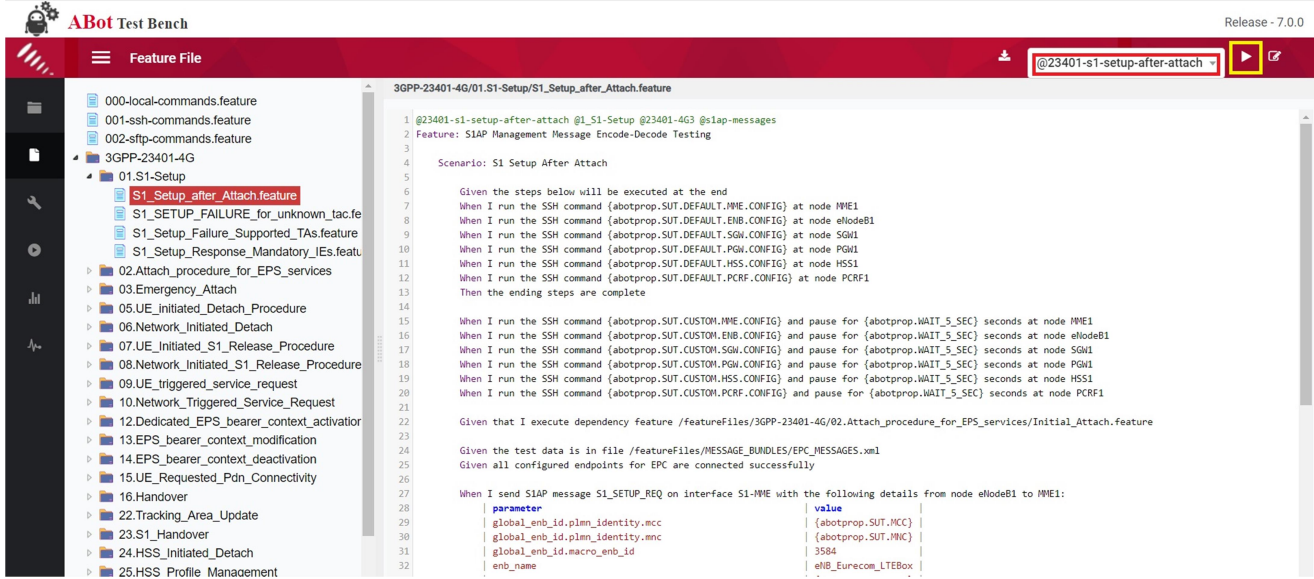 ABot Test Bench
Release - 7.0.0
Feature File
@23401-s1-setup-after-attach
000-local-commands.feature
001-ssh-commands.feature
002-sftp-commands.feature
3GPP-23401-4G
01.S1-Setup
S1_Setup_after_Attach.feature
S1_SETUP_FAILURE_for_unknown_tac.fe
S1_Setup_Failure_Supported_TAs.feature
S1_Setup_Response_Mandatory_IEs.featu
02.Attach_procedure_for_EPS_services
03.Emergency_Attach
05.UE_initiated_Detach_Procedure
06.Network_Initiated_Detach
07.UE_Initiated_S1_Release_Procedure
08.Network_Initiated_S1_Release_Procedure
09.UE_triggered_service_request
10.Network_Triggered_Service_Request
12.Dedicated_EPS_bearer_context_activation
13.EPS_bearer_context_modification
14.EPS_bearer_context_deactivation
15.UE_Requested_Pdn_Connectivity
16.Handover
22.Tracking_Area_Update
23.S1_Handover
24.HSS_Initiated_Detach
25.HSS_Profile_Management
3GPP-23401-4G/01.S1-Setup/S1_Setup_after_Attach.feature
1 @23401-s1-setup-after-attach @1_S1-Setup @23401-4G3 @s1ap-messages
2 Feature: S1AP Management Message Encode-Decode Testing
3
4 Scenario: S1 Setup After Attach
5
6 Given the steps below will be executed at the end
7 When I run the SSH command {abotprop.SUT.DEFAULT.MME.CONFIG} at node MME1
8 When I run the SSH command {abotprop.SUT.DEFAULT.ENB.CONFIG} at node eNodeB1
9 When I run the SSH command {abotprop.SUT.DEFAULT.SGW.CONFIG} at node SGW1
10 When I run the SSH command {abotprop.SUT.DEFAULT.PGW.CONFIG} at node PGW1
11 When I run the SSH command {abotprop.SUT.DEFAULT.HSS.CONFIG} at node HSS1
12 When I run the SSH command {abotprop.SUT.DEFAULT.PCRF.CONFIG} at node PCRF1
13 Then the ending steps are complete
14
15 When I run the SSH command {abotprop.SUT.CUSTOM.MME.CONFIG} and pause for {abotprop.WAIT_5_SEC} seconds at node MME1
16 When I run the SSH command {abotprop.SUT.CUSTOM.ENB.CONFIG} and pause for {abotprop.WAIT_5_SEC} seconds at node eNodeB1
17 When I run the SSH command {abotprop.SUT.CUSTOM.SGW.CONFIG} and pause for {abotprop.WAIT_5_SEC} seconds at node SGW1
18 When I run the SSH command {abotprop.SUT.CUSTOM.PGW.CONFIG} and pause for {abotprop.WAIT_5_SEC} seconds at node PGW1
19 When I run the SSH command {abotprop.SUT.CUSTOM.HSS.CONFIG} and pause for {abotprop.WAIT_5_SEC} seconds at node HSS1
20 When I run the SSH command {abotprop.SUT.CUSTOM.PCRF.CONFIG} and pause for {abotprop.WAIT_5_SEC} seconds at node PCRF1
21
22 Given that I execute dependency feature /featureFiles/3GPP-23401-4G/02.Attach_procedure_for_EPS_services/Initial_Attach.feature
23
24 Given the test data is in file /featureFiles/MESSAGE_BUNDLES/EPC_MESSAGES.xml
25 Given all configured endpoints for EPC are connected successfully
26
27 When I send S1AP message S1_SETUP_REQ on interface S1-MME with the following details from node eNodeB1 to MME1:
28 | parameter | value |
29 | global_enb_id.plmn_identity.mcc | {abotprop.SUT.MCC} |
30 | global_enb_id.plmn_identity.mnc | {abotprop.SUT.MNC} |
31 | global_enb_id.macro_enb_id | 3584 |
32 | enb_name | eNB_Eurecom_LTEBox |